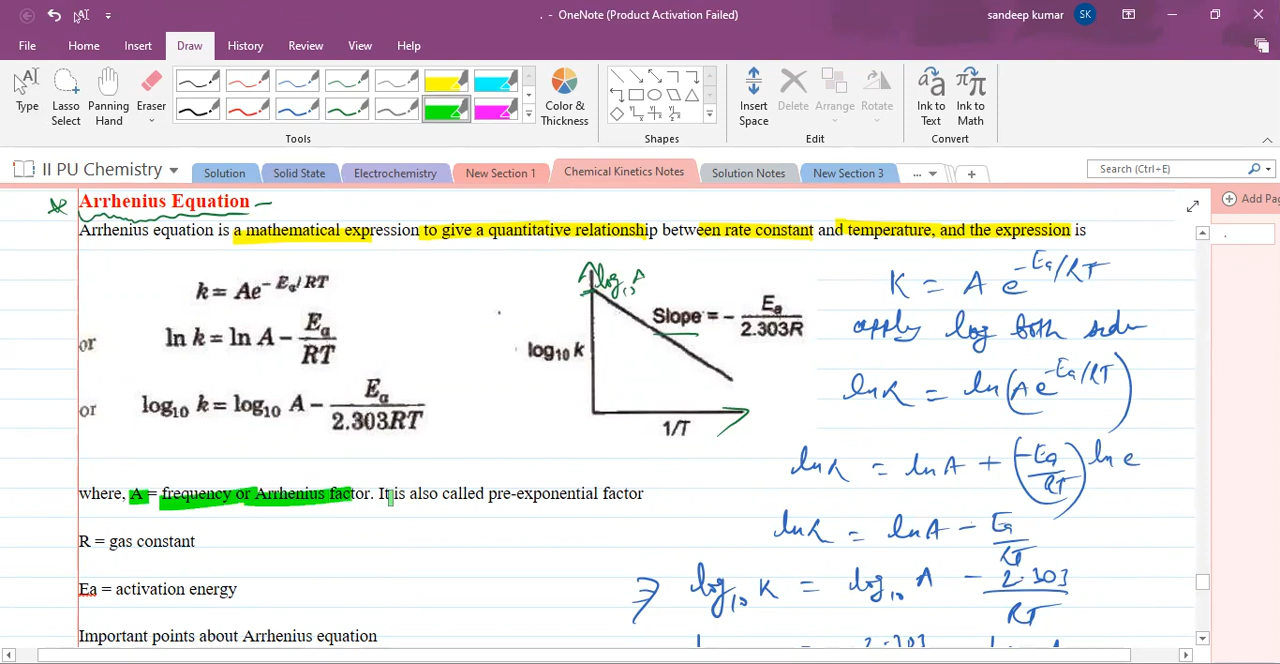 . - OneNote (Product Activation Failed)
sandeep kumar SK
File Home Insert Draw History Review View Help
Type Lasso Select Panning Hand Eraser Color & Thickness Insert Space Delete Arrange Rotate Ink to Text Ink to Math
Tools Shapes Edit Convert
II PU Chemistry Solution Solid State Electrochemistry New Section 1 Chemical Kinetics Notes Solution Notes New Section 3 ... + Search (Ctrl+E)
Add Pag
Arrhenius Equation
Arrhenius equation is a mathematical expression to give a quantitative relationship between rate constant and temperature, and the expression is
k = Ae^- Ea/RT
or ln k = ln A - Ea/RT
or log10 k = log10 A - Ea/2.303RT
log10 A
Slope = - Ea/2.303R
log10 k
1/T
K = A e^-Ea/RT
apply log both side
ln k = ln (A e^-Ea/RT)
ln k = ln A + (-Ea/RT) ln e
ln k = ln A - Ea/RT
⇒ log10 K = log10 A - 2.303/RT
2.303
where, A = frequency or Arrhenius factor. It is also called pre-exponential factor
R = gas constant
Ea = activation energy
Important points about Arrhenius equation